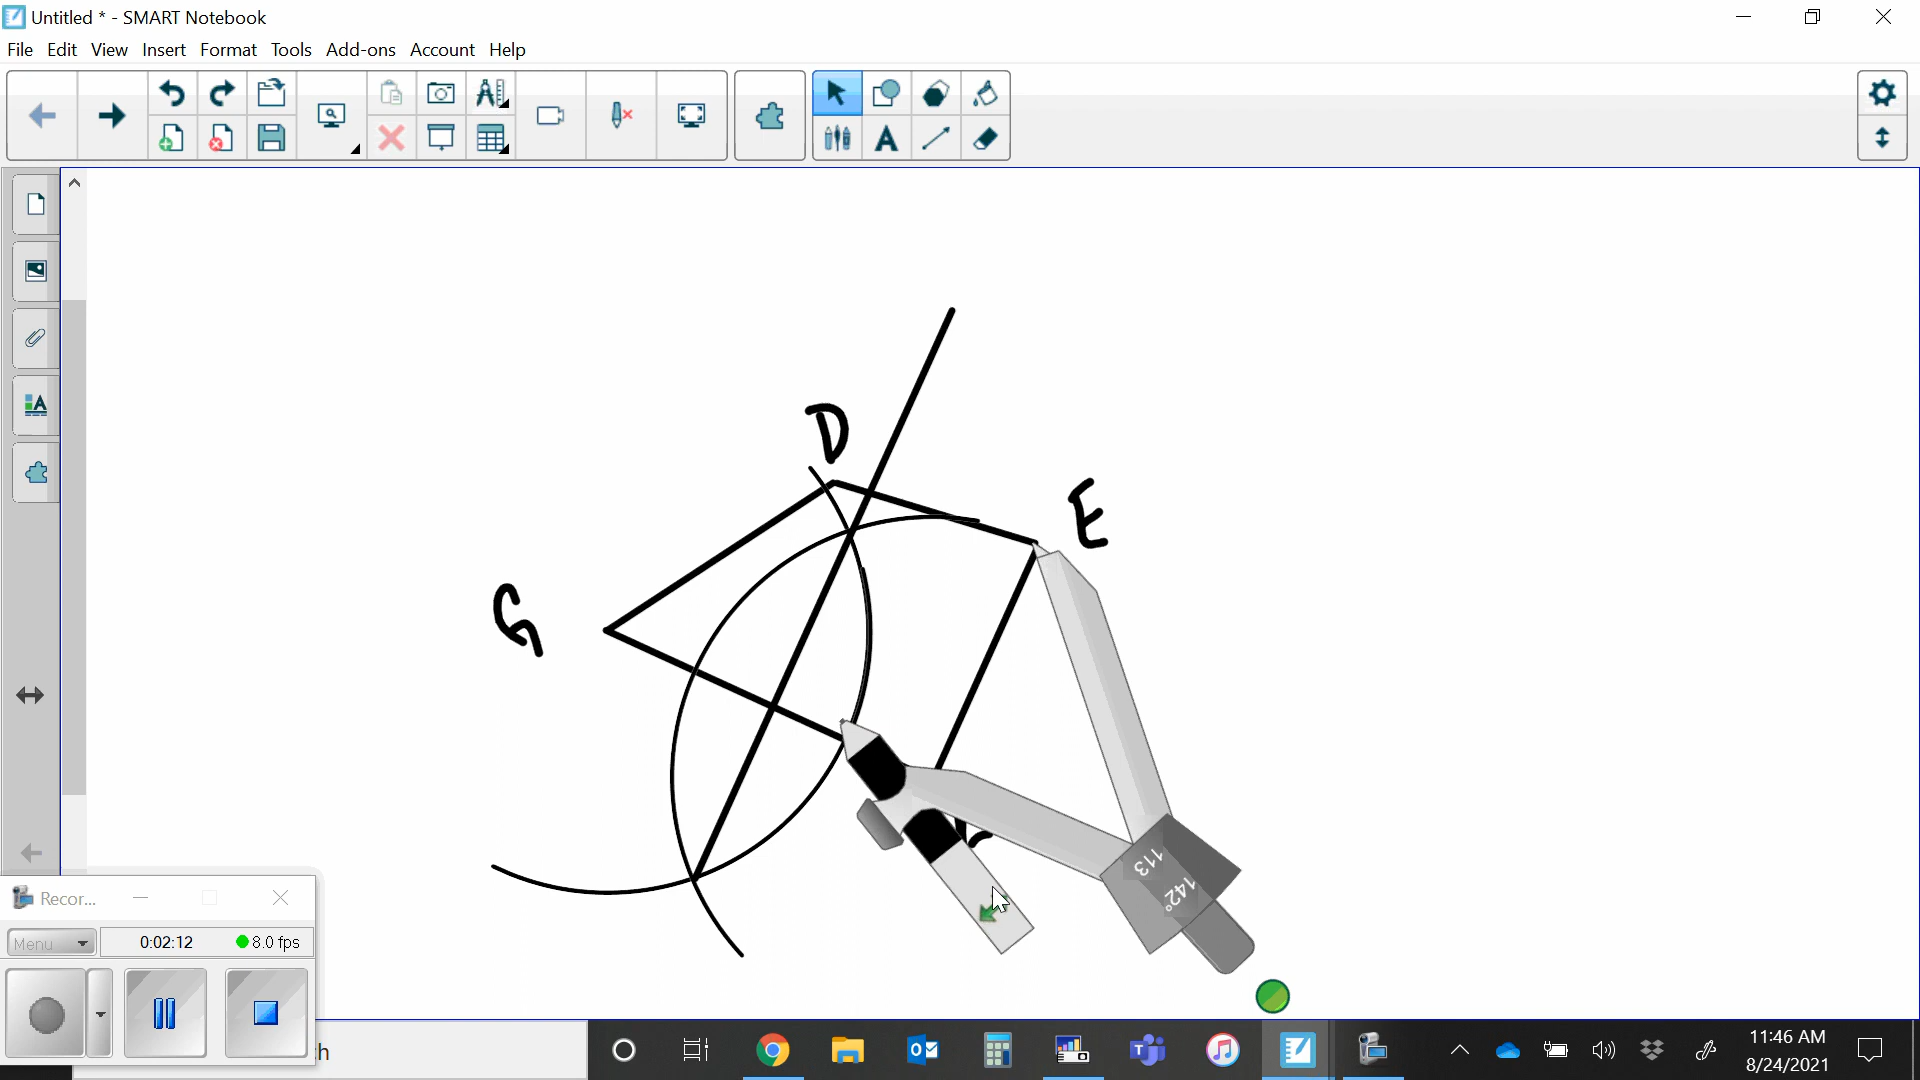 Untitled * - SMART Notebook
File Edit View Insert Format Tools Add-ons Account Help
A
A
D
E
G
113
142°
Recor...
Menu
0:02:12
8.0 fps
h
11:46 AM
8/24/2021